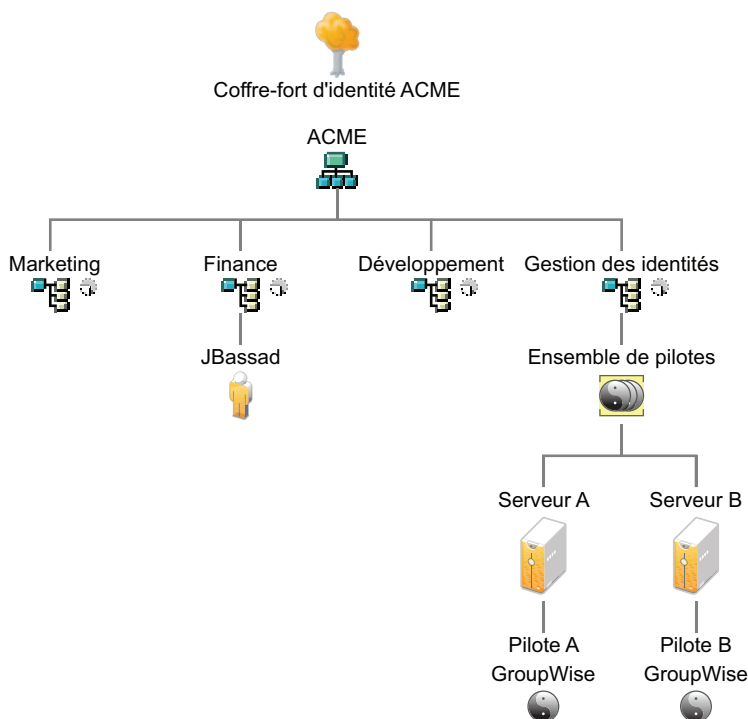 Coffre-fort d'identité ACME
ACME
Marketing
Finance
Développement
Gestion des identités
JBassad
Ensemble de pilotes
Serveur A
Serveur B
Pilote A
GroupWise
Pilote B
GroupWise